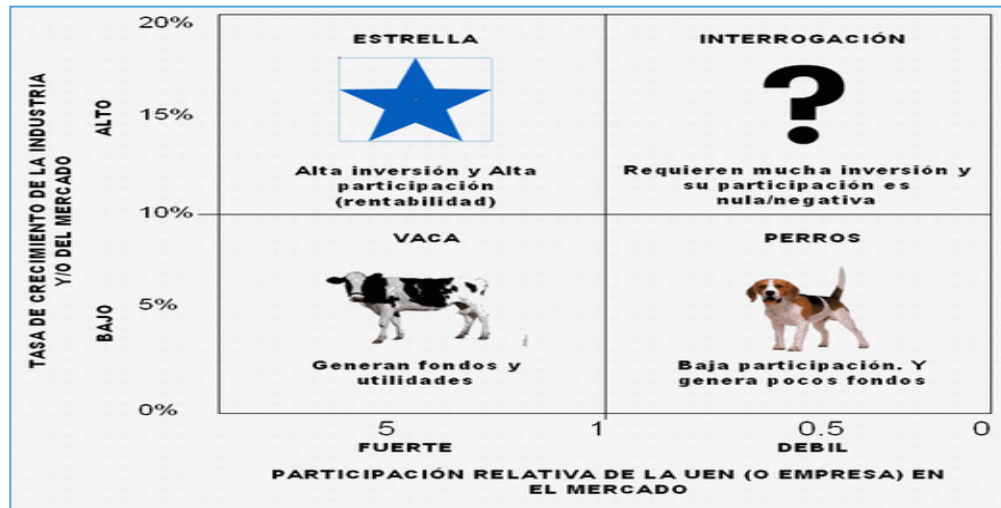 20%
ESTRELLA
INTERROGACIÓN
?
TASA DE CRECIMIENTO DE LA INDUSTRIA
Y/O DEL MERCADO
ALTO
15%
Alta inversión y Alta
participación
(rentabilidad)
Requieren mucha inversión y
su participación es
nula/negativa
10%
VACA
PERROS
BAJO
5%
Generan fondos y
utilidades
Baja participación. Y
genera pocos fondos
0%
5
1
0.5
0
FUERTE
DEBIL
PARTICIPACIÓN RELATIVA DE LA UEN (O EMPRESA) EN
EL MERCADO